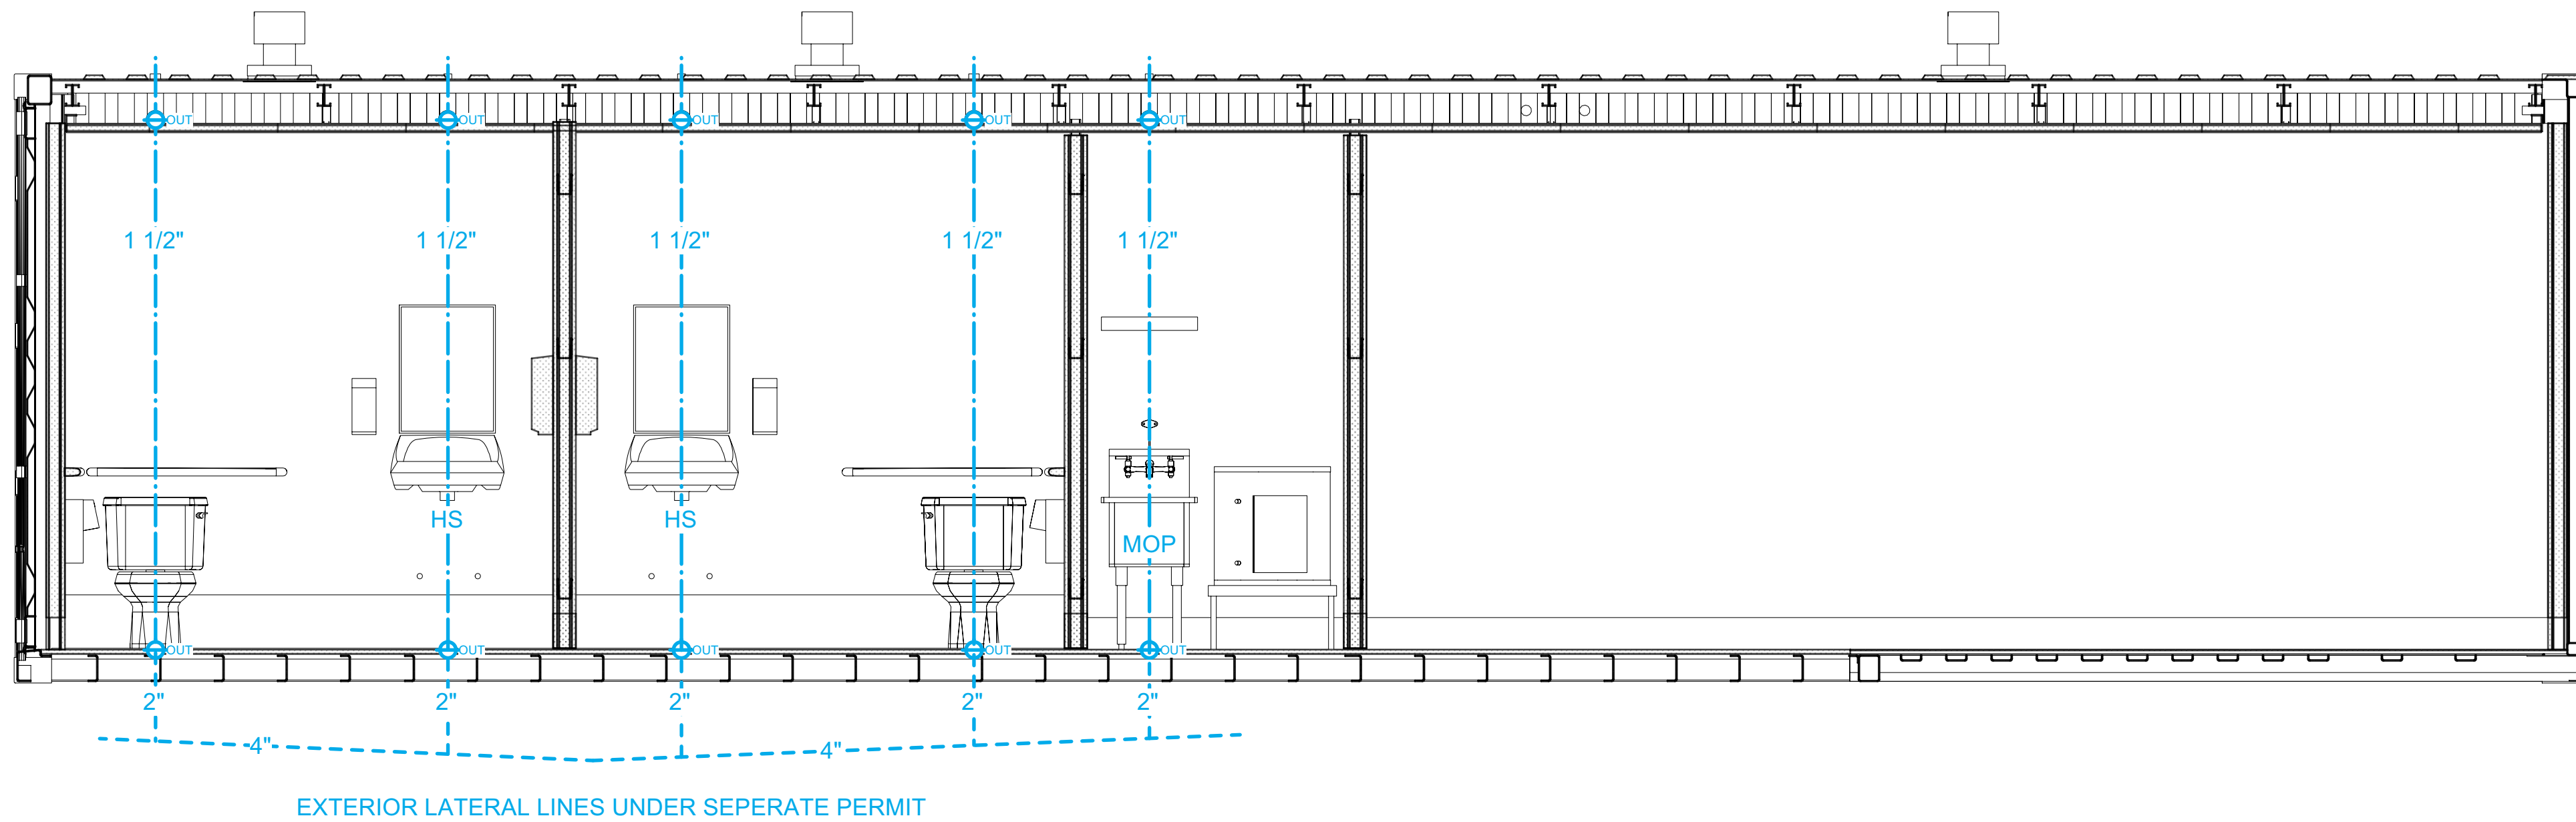 OUT OUT OUT OUT OUT
1 1/2" 1 1/2" 1 1/2" 1 1/2" 1 1/2"
HS HS
MOP
OUT OUT OUT OUT OUT
2" 2" 2" 2" 2"
4" 4"
EXTERIOR LATERAL LINES UNDER SEPERATE PERMIT